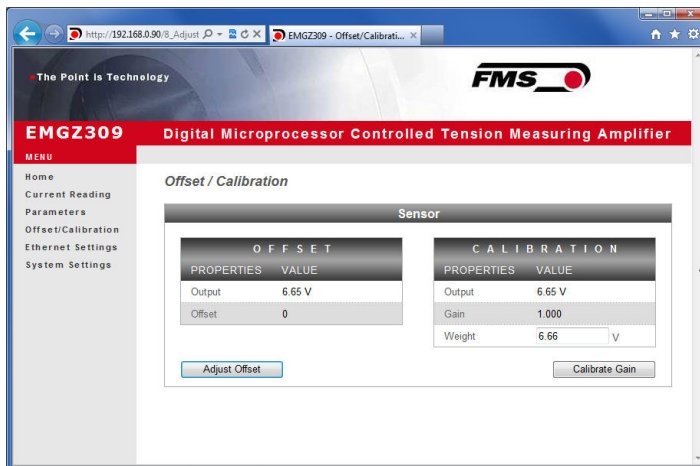 http://192.168.0.90/8_Adjust
EMGZ309 - Offset/Calibrati...
The Point is Technology
FMS
EMGZ309
Digital Microprocessor Controlled Tension Measuring Amplifier
MENU
Home
Current Reading
Parameters
Offset/Calibration
Ethernet Settings
System Settings
Offset / Calibration
Sensor
OFFSET
PROPERTIES VALUE
Output 6.65 V
Offset 0
Adjust Offset
CALIBRATION
PROPERTIES VALUE
Output 6.65 V
Gain 1.000
Weight 6.66 V
Calibrate Gain